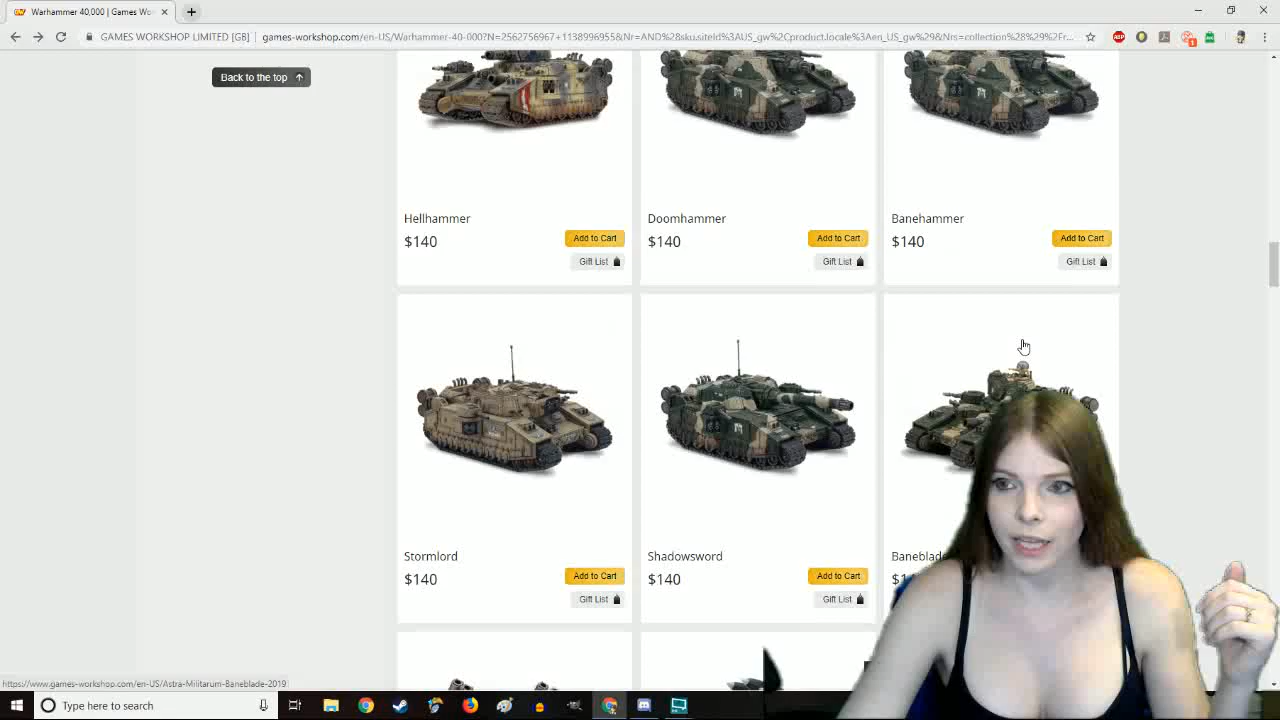 Warhammer 40,000 | Games Wo
GAMES WORKSHOP LIMITED [GB]
games-workshop.com/en-US/Warhammer-40-000?N=2562756967+1138996955&Nr=AND%28sku.siteId%3AUS_gw%2Cproduct.locale%3Aen_US_gw%29&Nrs=collection%28%29%2Fr...
Back to the top
Hellhammer
$140
Add to Cart
Gift List
Doomhammer
$140
Add to Cart
Gift List
Banehammer
$140
Add to Cart
Gift List
Stormlord
$140
Add to Cart
Gift List
Shadowsword
$140
Add to Cart
Gift List
Baneblade
https://www.games-workshop.com/en-US/Astra-Militarum-Baneblade-2019
Type here to search